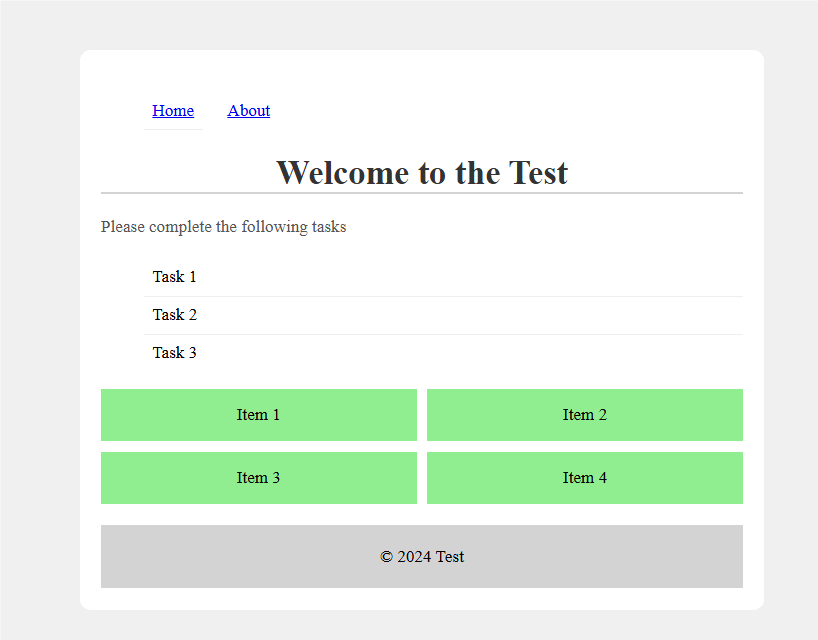 Home About
Welcome to the Test
Please complete the following tasks
Task 1
Task 2
Task 3
Item 1 Item 2
Item 3 Item 4
© 2024 Test